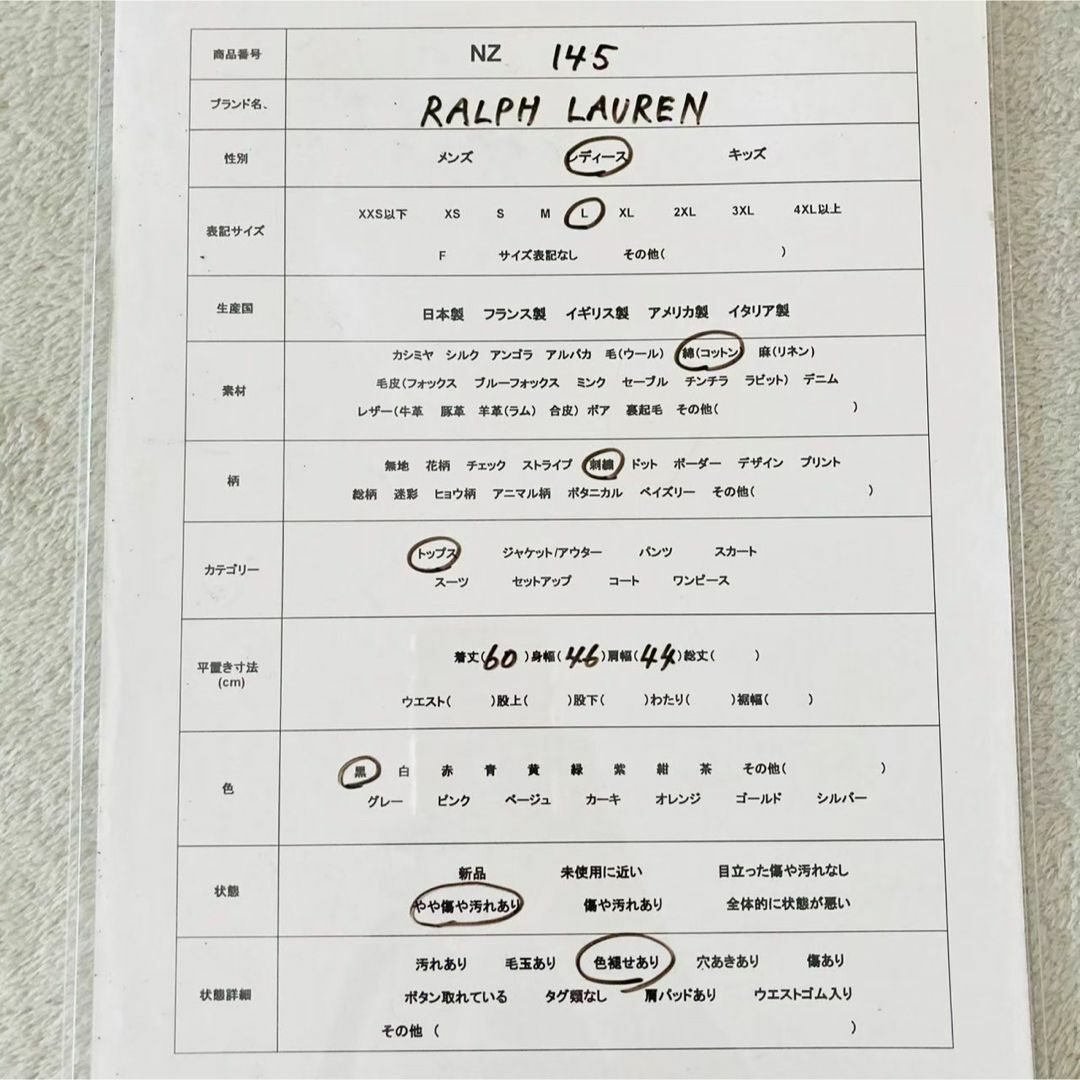 商品番号 NZ 145
ブランド名、 RALPH LAUREN
性別 メンズ レディース キッズ
表記サイズ XXS以下 XS S M L XL 2XL 3XL 4XL以上
F サイズ表記なし その他( )
生産国 日本製 フランス製 イギリス製 アメリカ製 イタリア製
素材 カシミヤ シルク アンゴラ アルパカ 毛(ウール) 綿(コットン) 麻(リネン)
毛皮(フォックス ブルーフォックス ミンク セーブル チンチラ ラビット) デニム
レザー(牛革 豚革 羊革(ラム) 合皮) ボア 裏起毛 その他( )
柄 無地 花柄 チェック ストライプ 刺繍 ドット ボーダー デザイン プリント
総柄 迷彩 ヒョウ柄 アニマル柄 ボタニカル ペイズリー その他( )
カテゴリー トップス ジャケット/アウター パンツ スカート
スーツ セットアップ コート ワンピース
平置き寸法 着丈(60)身幅(46)肩幅(44)総丈( )
(cm) ウエスト( )股上( )股下( )わたり( )裾幅( )
色 黒 白 赤 青 黄 緑 紫 紺 茶 その他( )
グレー ピンク ベージュ カーキ オレンジ ゴールド シルバー
状態 新品 未使用に近い 目立った傷や汚れなし
やや傷や汚れあり 傷や汚れあり 全体的に状態が悪い
状態詳細 汚れあり 毛玉あり 色褪せあり 穴あきあり 傷あり
ボタン取れている タグ類なし 肩パッドあり ウエストゴム入り
その他 ( )